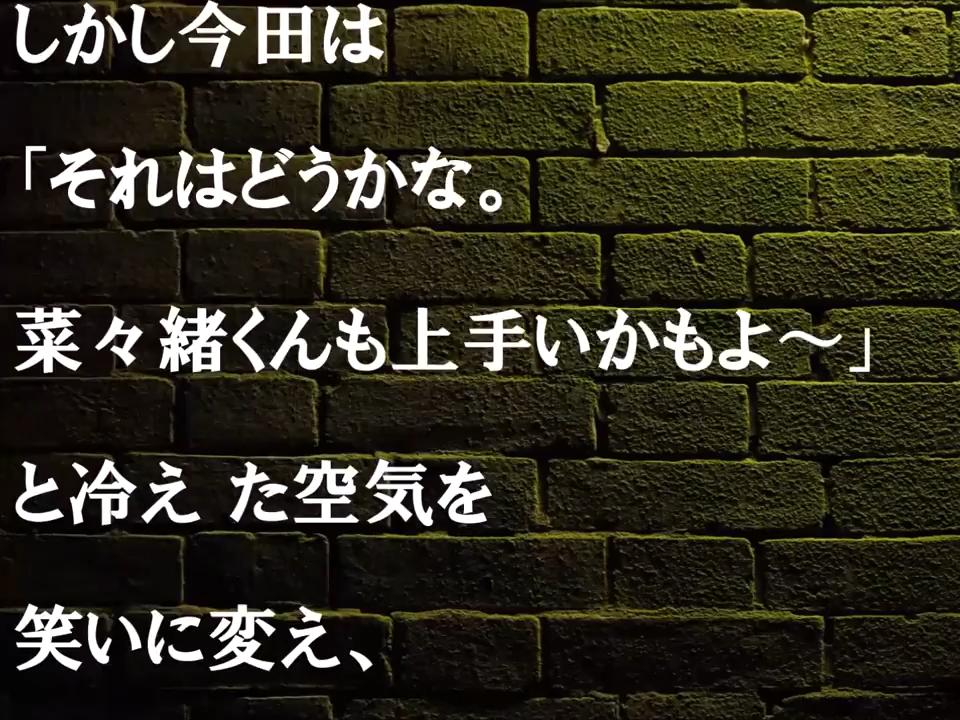 しかし今田は
「それはどうかな。
菜々緒くんも上手いかもよ～」
と冷え た空気を
笑いに変え、